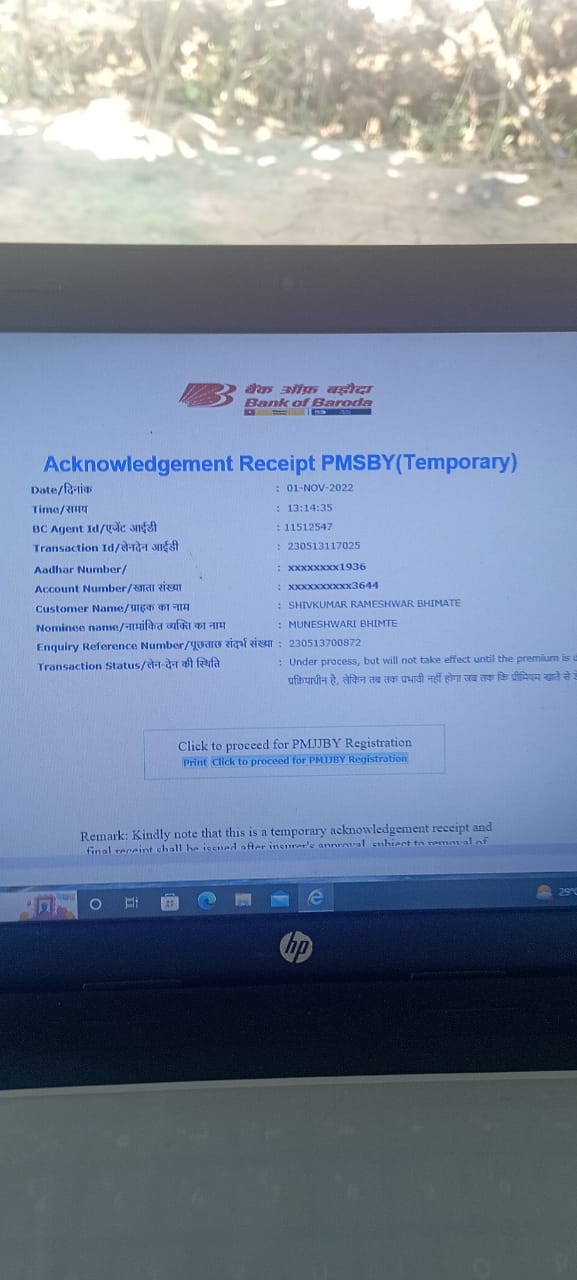 बैंक ऑफ़ बड़ौदा
Bank of Baroda
Acknowledgement Receipt PMSBY(Temporary)
Date/दिनांक : 01-NOV-2022
Time/समय : 13:14:35
BC Agent Id/एजेंट आईडी : 11512547
Transaction Id/लेनदेन आईडी : 230513117025
Aadhar Number/ : xxxxxxxx1936
Account Number/खाता संख्या : xxxxxxxxxx3644
Customer Name/ग्राहक का नाम : SHIVKUMAR RAMESHWAR BHIMATE
Nominee name/नामांकित व्यक्ति का नाम : MUNESHWARI BHIMTE
Enquiry Reference Number/पूछताछ संदर्भ संख्या : 230513700872
Transaction Status/लेन-देन की स्थिति : Under process, but will not take effect until the premium is
प्रक्रियाधीन है, लेकिन तब तक प्रभावी नहीं होगा जब तक कि प्रीमियम खाते से
Click to proceed for PMJJBY Registration
Print Click to proceed for PMJJBY Registration
Remark: Kindly note that this is a temporary acknowledgement receipt and
final receipt shall be issued after insurer's approval, subject to removal of
29°
hp